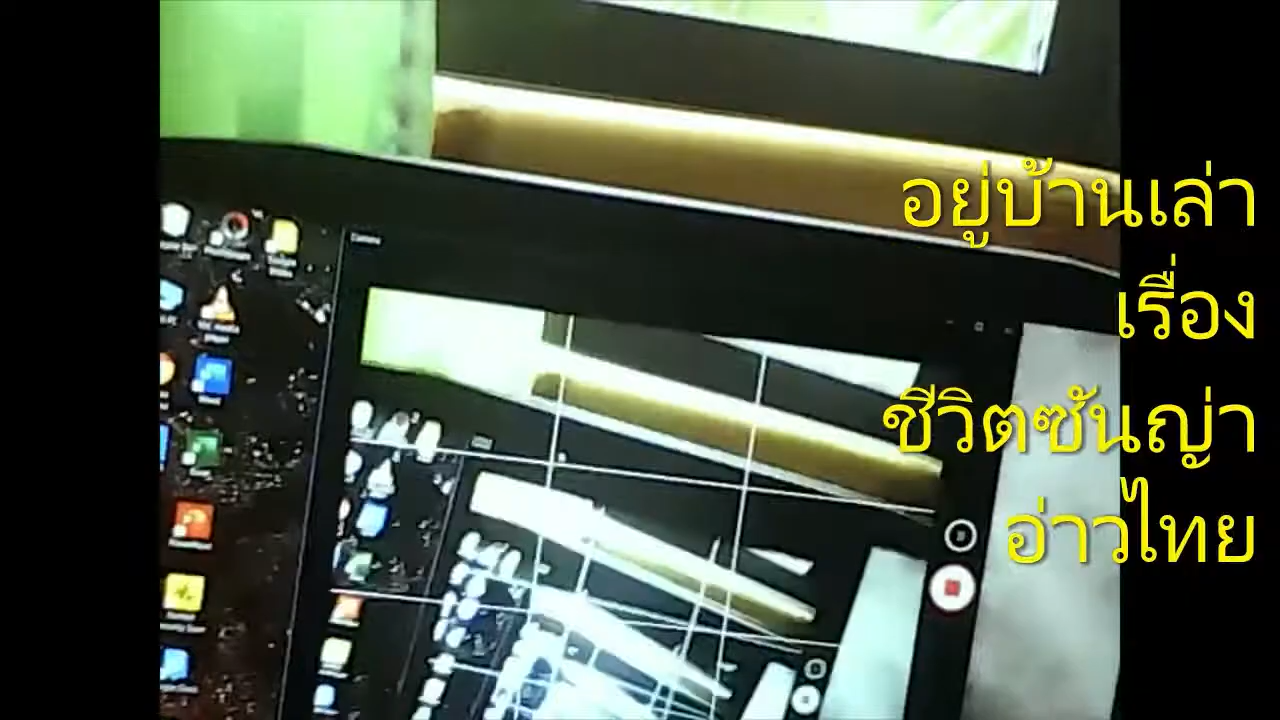 อยู่บ้านเล่า
เรื่อง
ชีวิตซันญ่า
อ่าวไทย
Camera